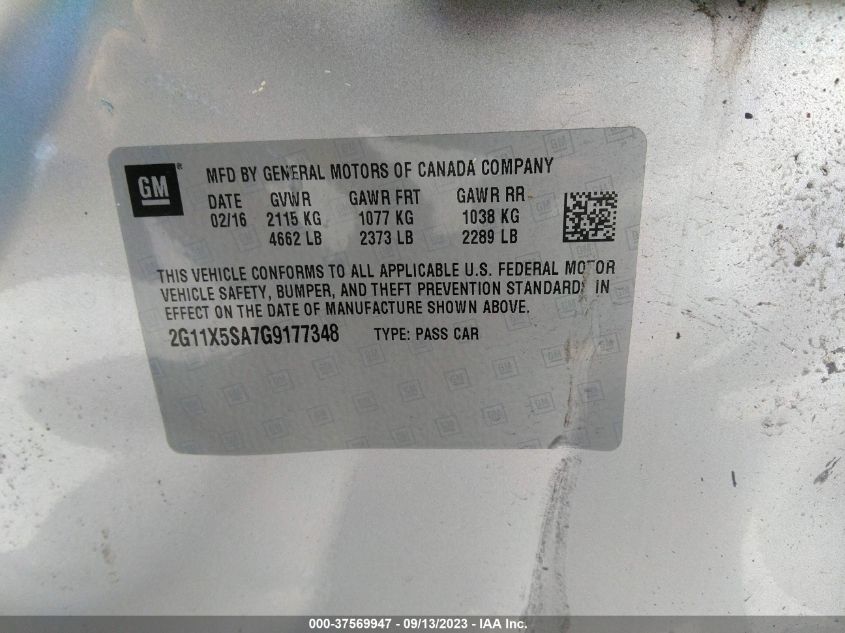 GM ®
MFD BY GENERAL MOTORS OF CANADA COMPANY
DATE GVWR GAWR FRT GAWR RR
02/16 2115 KG 1077 KG 1038 KG
4662 LB 2373 LB 2289 LB
THIS VEHICLE CONFORMS TO ALL APPLICABLE U.S. FEDERAL MOTOR
VEHICLE SAFETY, BUMPER, AND THEFT PREVENTION STANDARDS IN
EFFECT ON THE DATE OF MANUFACTURE SHOWN ABOVE.
2G11X5SA7G9177348 TYPE: PASS CAR
000-37569947 - 09/13/2023 - IAA Inc.